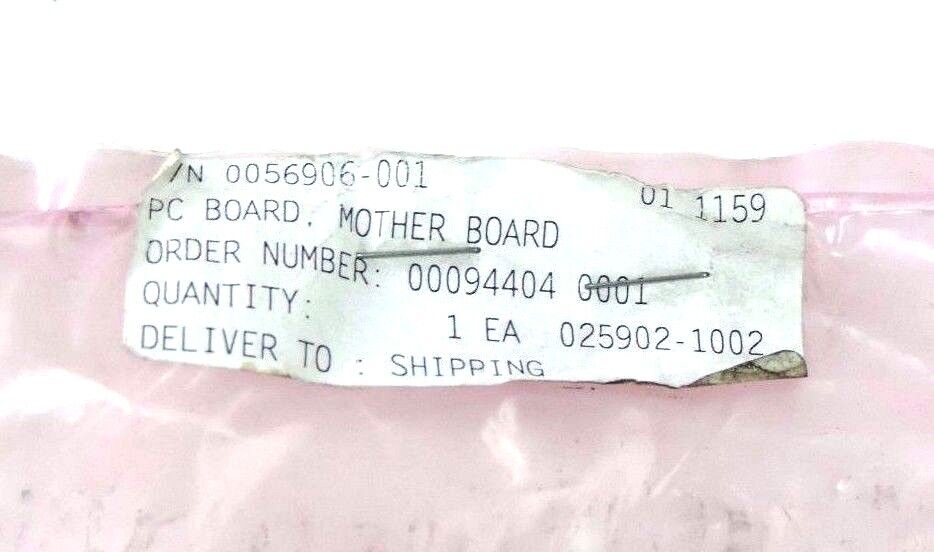 /N 0056906-001 01 1159
PC BOARD, MOTHER BOARD
ORDER NUMBER: 00094404 0001
QUANTITY: 1 EA 025902-1002
DELIVER TO : SHIPPING